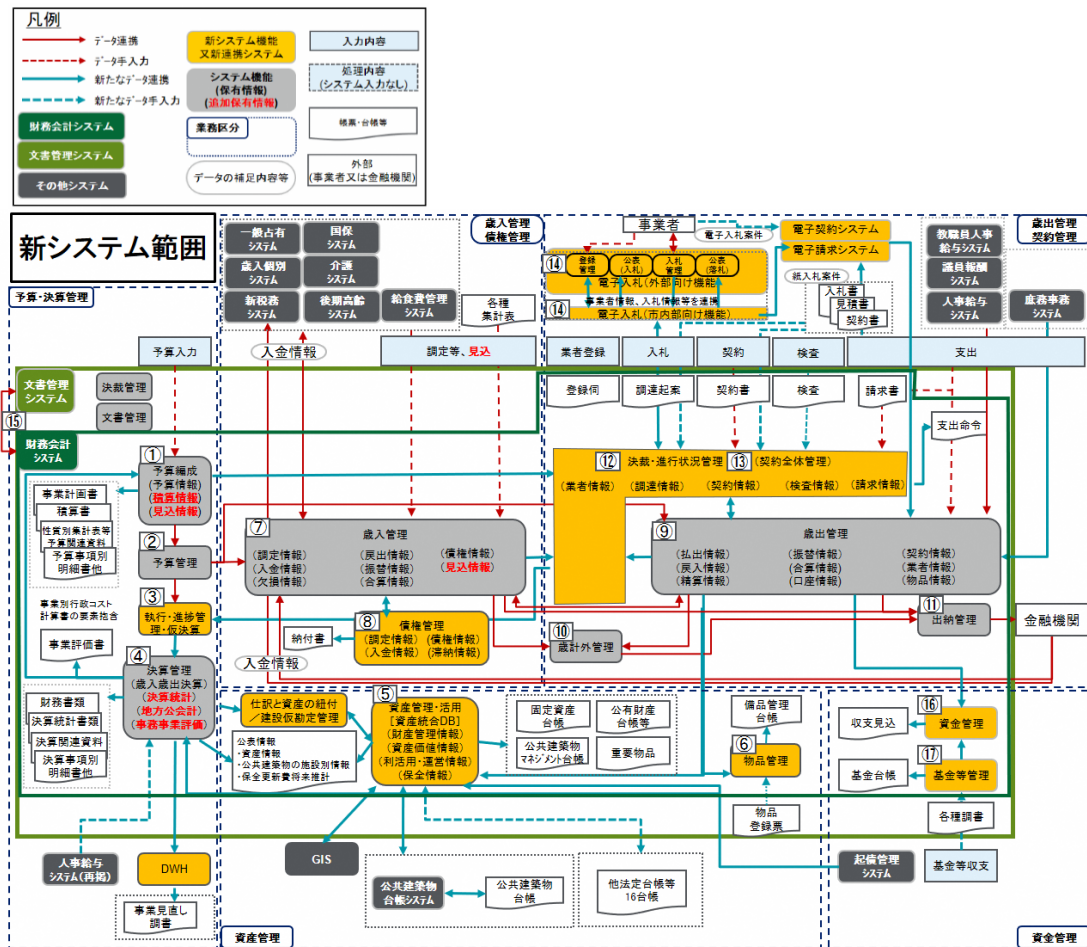 凡例
データ連携
データ手入力
新たなデータ連携
新たなデータ手入力
財務会計システム
文書管理システム
その他システム
新システム機能
又新連携システム
システム機能
(保有情報)
(追加保有情報)
業務区分
データの補足内容等
入力内容
処理内容
(システム入力なし)
帳票・台帳等
外部
(事業者又は金融機関)
新システム範囲
予算・決算管理
歳入管理
債権管理
歳出管理
契約管理
一般占有
システム
国保
システム
歳入個別
システム
介護
システム
新税務
システム
後期高齢
システム
給食費管理
システム
各種
集計表
入金情報
事業者
電子入札案件
電子契約システム
電子請求システム
⑭
登録
管理
公表
(入札)
入札
管理
公表
(落札)
電子入札(外部向け機能)
事業者情報、入札情報等を連携
⑭
電子入札(市内部向け機能)
紙入札案件
入札書
見積書
契約書
教職員人事
給与システム
議員報酬
システム
人事給与
システム
庶務事務
システム
予算入力
調定等、見込
業者登録
入札
契約
検査
支出
文書管理
システム
決裁管理
文書管理
⑮
財務会計
システム
登録伺
調達起案
契約書
検査
請求書
支出命令
①
予算編成
(予算情報)
(積算情報)
(見込情報)
事業計画書
積算書
性質別集計表等
予算関連資料
予算事項別
明細書他
②
予算管理
⑫
決裁・進行状況管理
⑬
(契約全体管理)
(業者情報)
(調達情報)
(契約情報)
(検査情報)
(請求情報)
⑦
歳入管理
(調定情報)
(入金情報)
(欠損情報)
(戻出情報)
(振替情報)
(合算情報)
(債権情報)
(見込情報)
⑨
歳出管理
(払出情報)
(戻入情報)
(精算情報)
(振替情報)
(合算情報)
(口座情報)
(契約情報)
(業者情報)
(物品情報)
事業別行政コスト
計算書の要素抱含
③
執行・進捗管
理・仮決算
事業評価書
⑧
債権管理
(調定情報)
(債権情報)
(入金情報)
(滞納情報)
納付書
入金情報
⑩
歳計外管理
⑪
出納管理
金融機関
④
決算管理
(歳入歳出決算)
(決算統計)
(地方公会計)
(事務事業評価)
財務書類
決算統計書類
決算関連資料
決算事項別
明細書他
仕訳と資産の紐付
/建設仮勘定管理
公表情報
・資産情報
・公共建築物の施設別情報
・保全更新費将来推計
⑤
資産管理・活用
[資産統合DB]
(財産管理情報)
(資産価値情報)
(利活用・運営情報)
(保全情報)
固定資産
台帳
公有財産
台帳等
公共建築物
マネジメント台帳
重要物品
備品管理
台帳
⑥
物品管理
物品
登録票
収支見込
⑯
資金管理
基金台帳
⑰
基金等管理
各種調書
人事給与
システム(再掲)
DWH
事業見直し
調書
GIS
公共建築物
台帳システム
公共建築物
台帳
他法定台帳等
16台帳
起債管理
システム
基金等収支
資産管理
資金管理